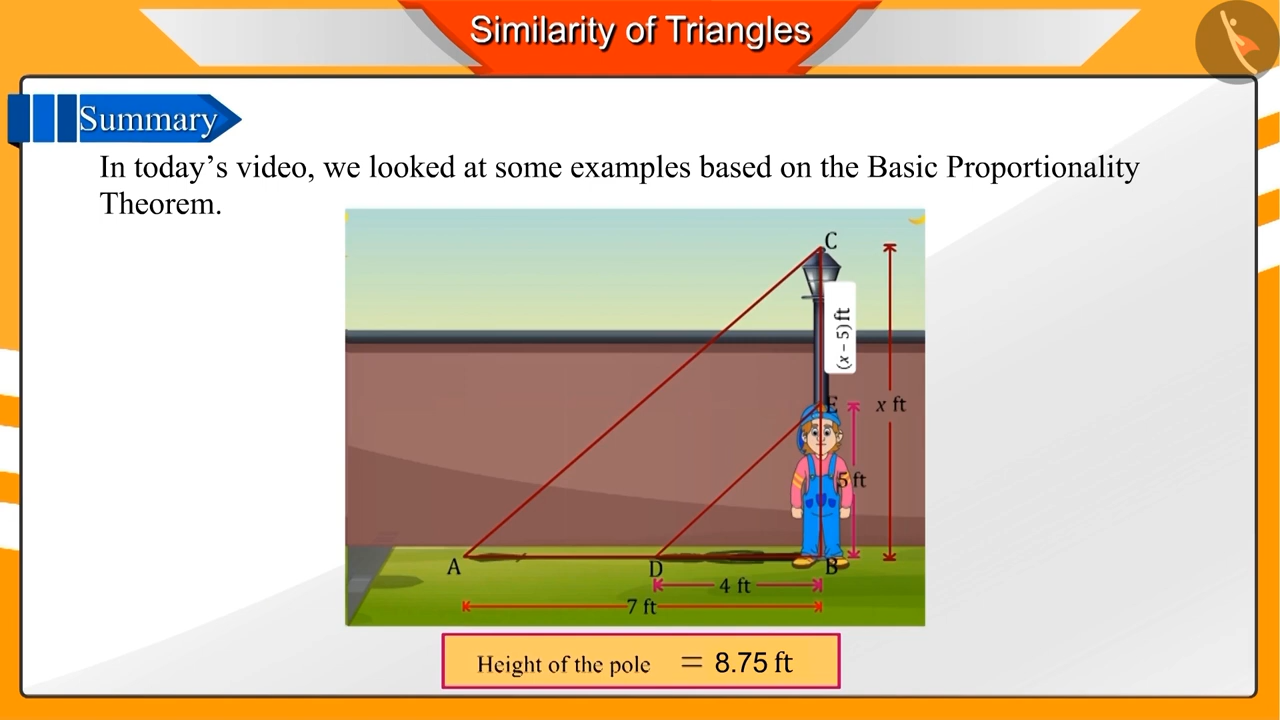 Similarity of Triangles
Summary
In today’s video, we looked at some examples based on the Basic Proportionality
Theorem.
C
(x – 5) ft
E
x ft
5 ft
A
D
B
4 ft
7 ft
Height of the pole = 8.75 ft